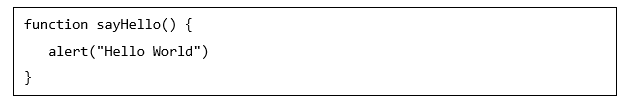 function sayHello() {
   alert("Hello World")
}